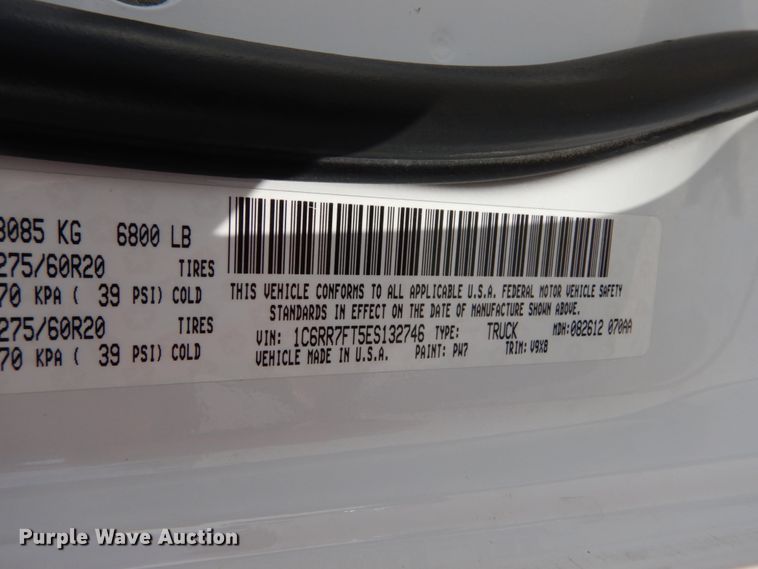 3085 KG 6800 LB
275/60R20 TIRES
70 KPA ( 39 PSI) COLD
275/60R20 TIRES
70 KPA ( 39 PSI) COLD
THIS VEHICLE CONFORMS TO ALL APPLICABLE U.S.A. FEDERAL MOTOR VEHICLE SAFETY
STANDARDS IN EFFECT ON THE DATE OF MANUFACTURE SHOWN ABOVE.
VIN: 1C6RR7FT5ES132746 TYPE: TRUCK MDH:082612 070AA
VEHICLE MADE IN U.S.A. PAINT: PW7 TRIM: V9X8
Purple Wave Auction